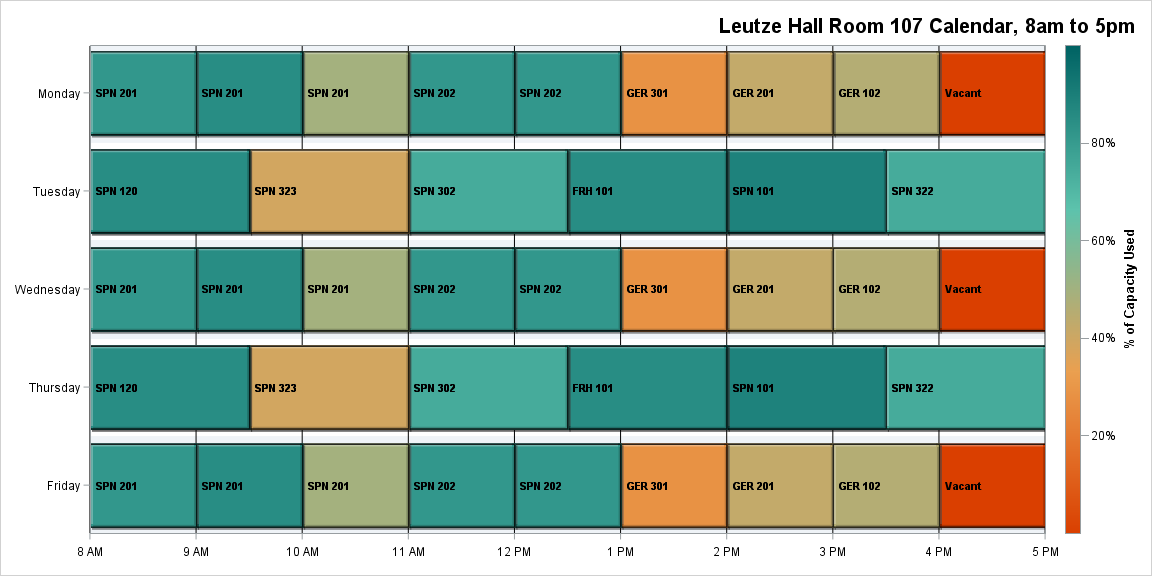 Leutze Hall Room 107 Calendar, 8am to 5pm
Monday
SPN 201
SPN 201
SPN 201
SPN 202
SPN 202
GER 301
GER 201
GER 102
Vacant
Tuesday
SPN 120
SPN 323
SPN 302
FRH 101
SPN 101
SPN 322
Wednesday
SPN 201
SPN 201
SPN 201
SPN 202
SPN 202
GER 301
GER 201
GER 102
Vacant
Thursday
SPN 120
SPN 323
SPN 302
FRH 101
SPN 101
SPN 322
Friday
SPN 201
SPN 201
SPN 201
SPN 202
SPN 202
GER 301
GER 201
GER 102
Vacant
8 AM
9 AM
10 AM
11 AM
12 PM
1 PM
2 PM
3 PM
4 PM
5 PM
80%
60%
40%
20%
% of Capacity Used